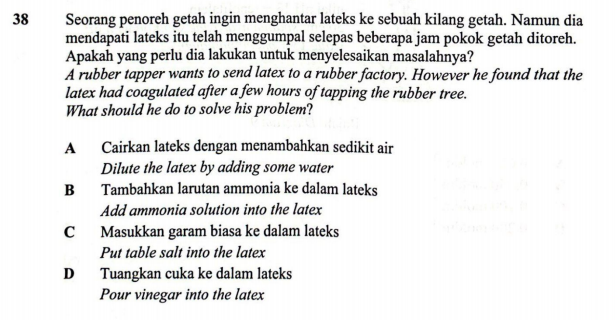 38 Seorang penoreh getah ingin menghantar lateks ke sebuah kilang getah. Namun dia
mendapati lateks itu telah menggumpal selepas beberapa jam pokok getah ditoreh.
Apakah yang perlu dia lakukan untuk menyelesaikan masalahnya?
A rubber tapper wants to send latex to a rubber factory. However he found that the
latex had coagulated after a few hours of tapping the rubber tree.
What should he do to solve his problem?
A Cairkan lateks dengan menambahkan sedikit air
Dilute the latex by adding some water
B Tambahkan larutan ammonia ke dalam lateks
Add ammonia solution into the latex
C Masukkan garam biasa ke dalam lateks
Put table salt into the latex
D Tuangkan cuka ke dalam lateks
Pour vinegar into the latex